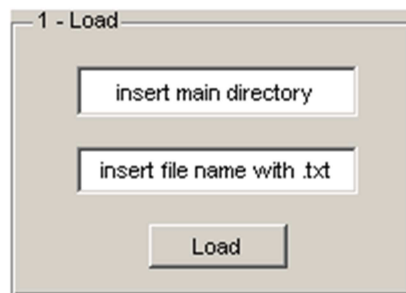 1 - Load
insert main directory
insert file name with .txt
Load